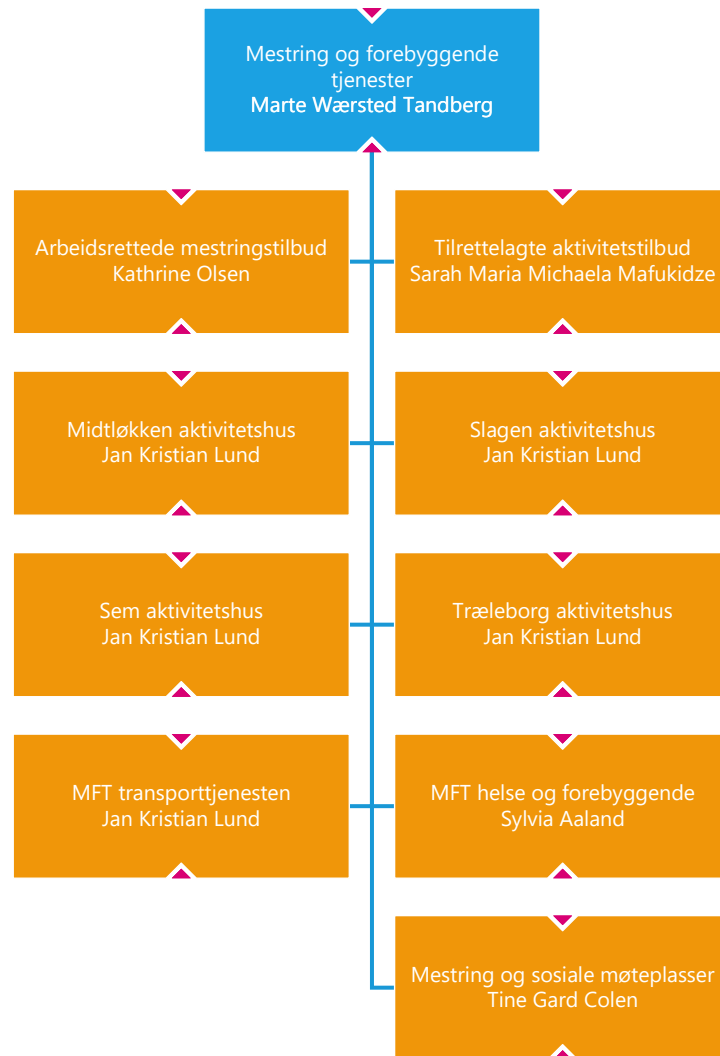 Mestring og forebyggende
tjenester
Marte Wærsted Tandberg
Arbeidsrettede mestringstilbud
Kathrine Olsen
Tilrettelagte aktivitetstilbud
Sarah Maria Michaela Mafukidze
Midtløkken aktivitetshus
Jan Kristian Lund
Slagen aktivitetshus
Jan Kristian Lund
Sem aktivitetshus
Jan Kristian Lund
Træleborg aktivitetshus
Jan Kristian Lund
MFT transporttjenesten
Jan Kristian Lund
MFT helse og forebyggende
Sylvia Aaland
Mestring og sosiale møteplasser
Tine Gard Colen